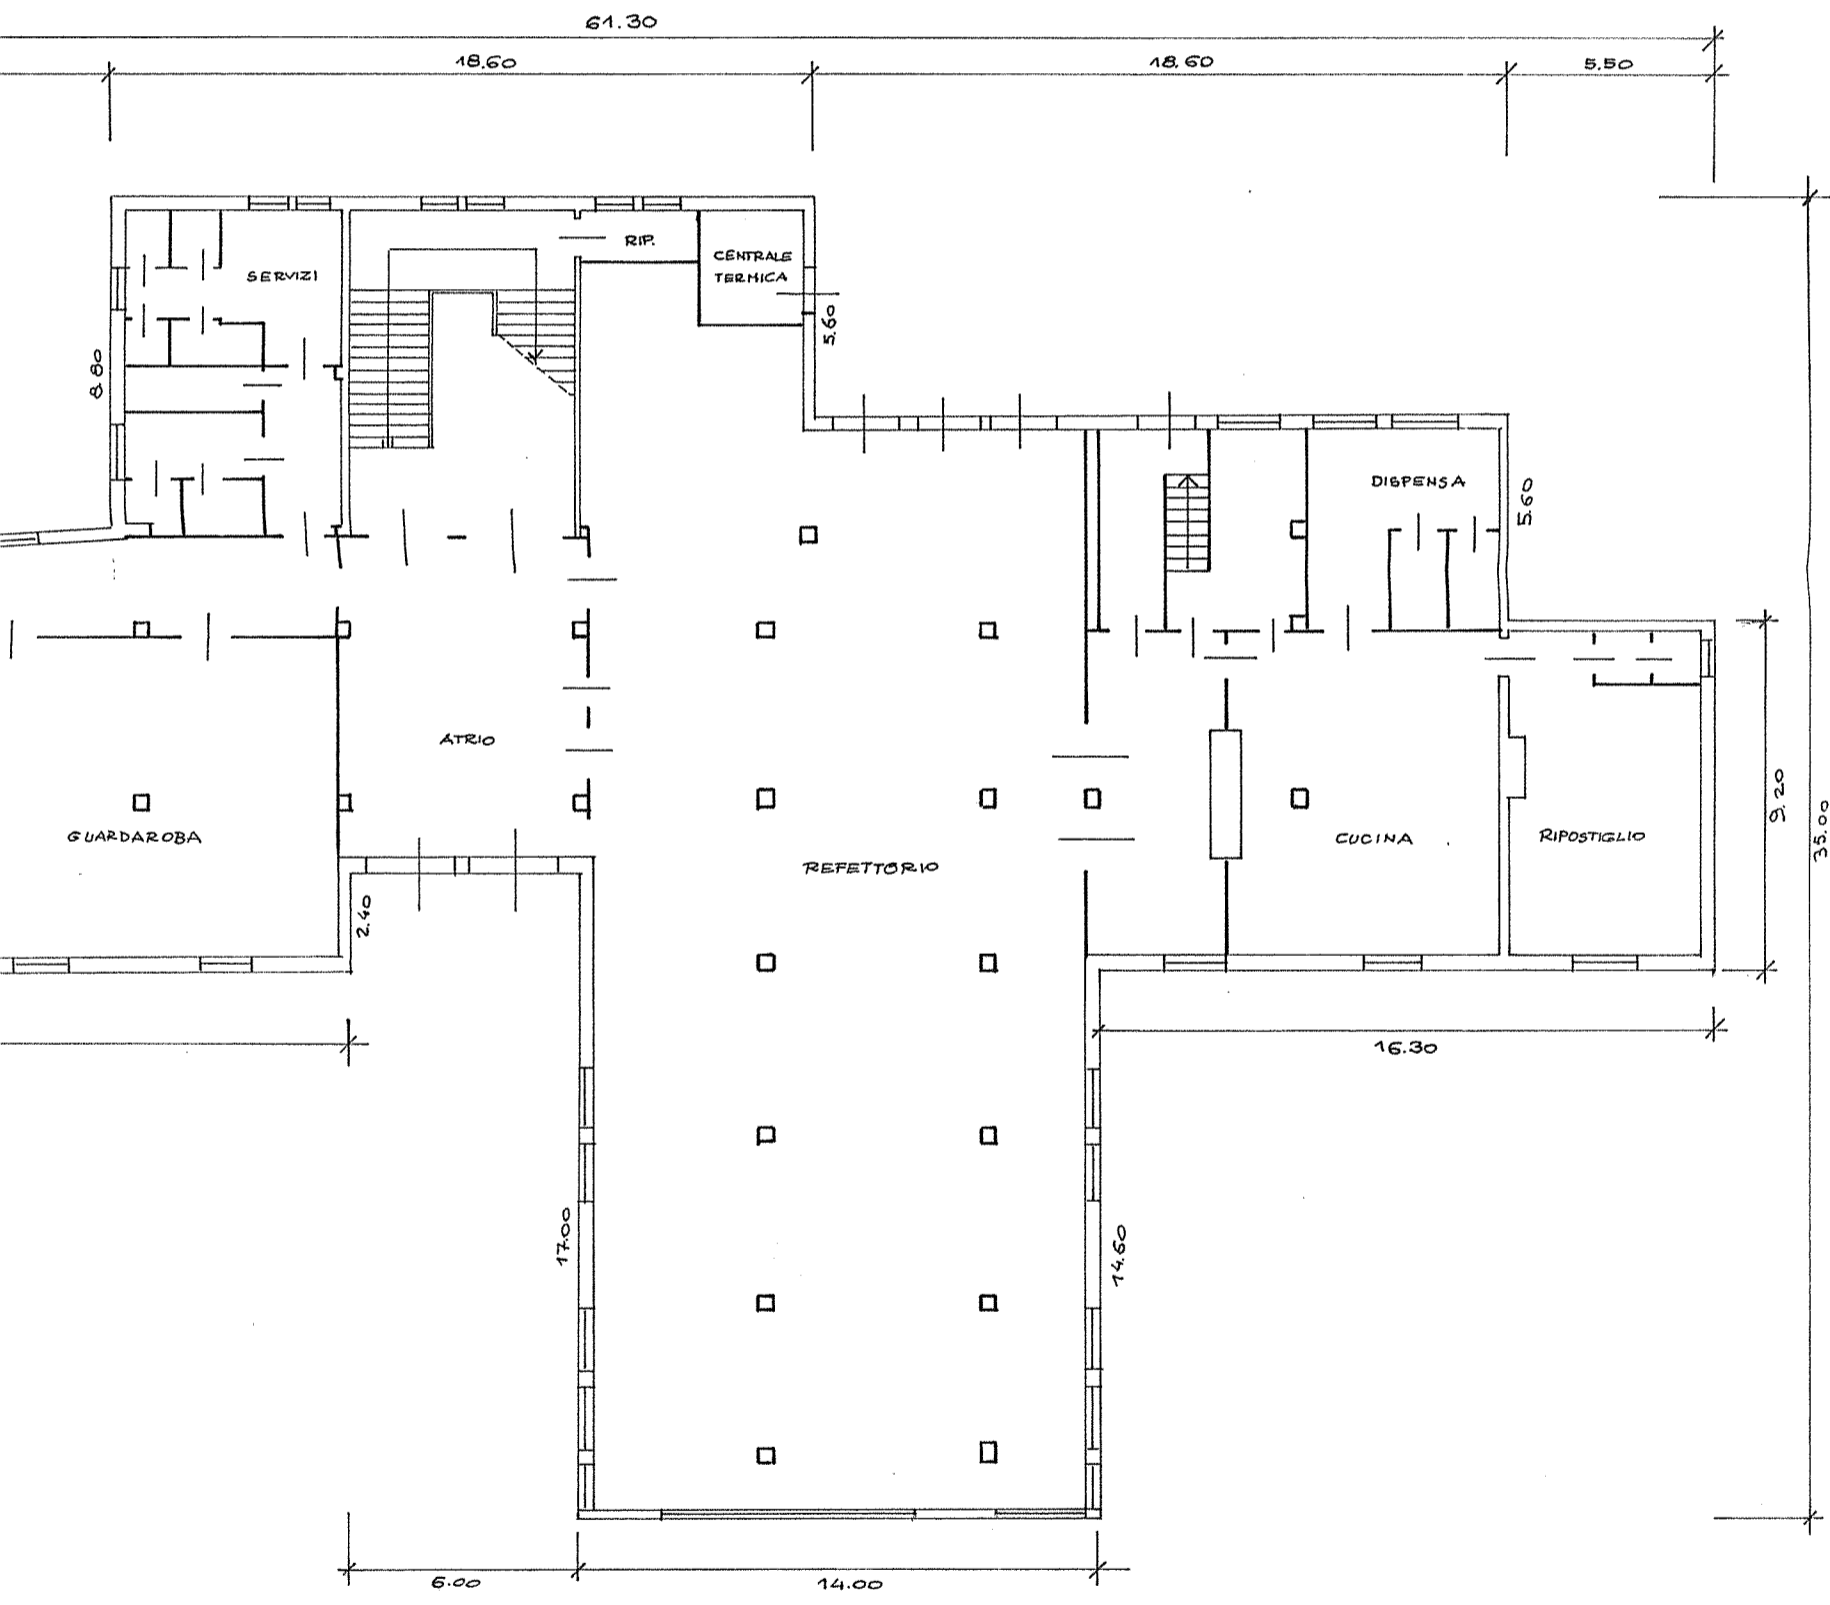 61.30
18.60
18.60
5.50
RIP.
CENTRALE
TERMICA
SERVIZI
5.60
8.80
DISPENSA
5.60
ATRIO
9.20
35.00
GUARDAROBA
REFETTORIO
CUCINA
RIPOSTIGLIO
2.40
16.30
17.00
14.60
6.00
14.00